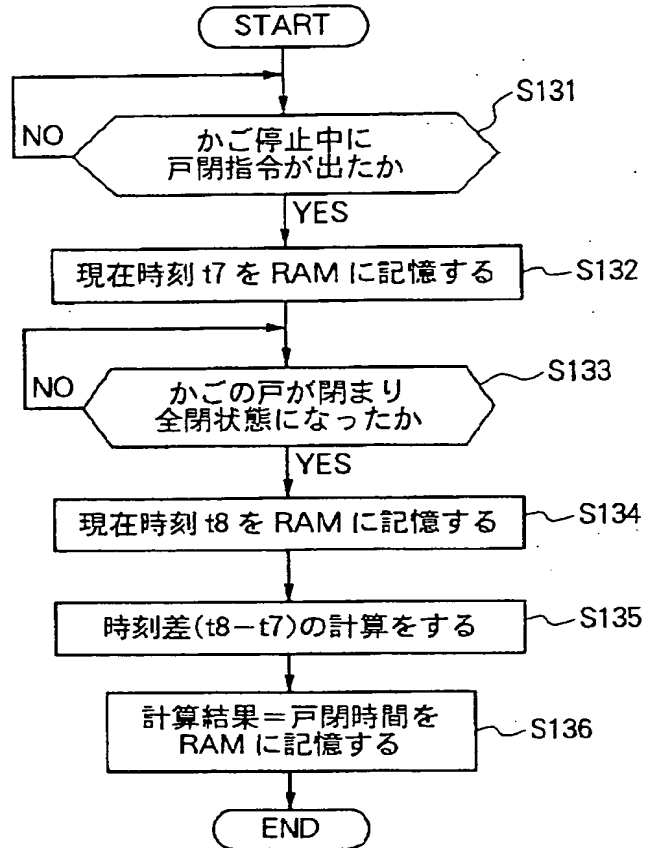 START
S131
NO
かご停止中に
戸閉指令が出たか
YES
現在時刻 t7 を RAM に記憶する
S132
S133
NO
かごの戸が閉まり
全閉状態になったか
YES
現在時刻 t8 を RAM に記憶する
S134
時刻差(t8−t7)の計算をする
S135
計算結果=戸閉時間を
RAM に記憶する
S136
END